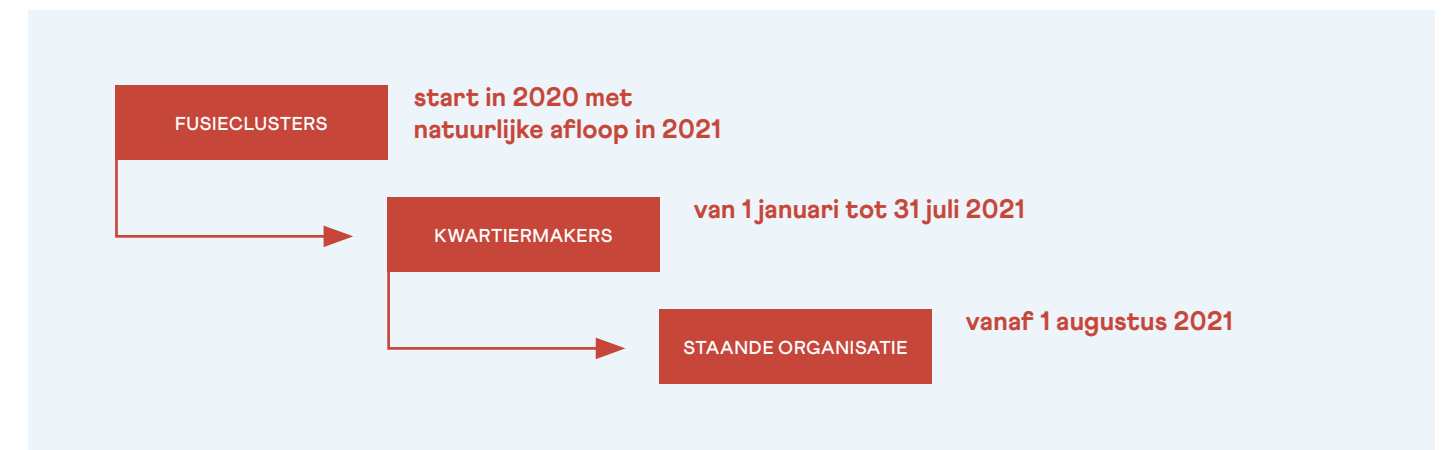 FUSIECLUSTERS
start in 2020 met
natuurlijke afloop in 2021
KWARTIERMAKERS
van 1 januari tot 31 juli 2021
STAANDE ORGANISATIE
vanaf 1 augustus 2021